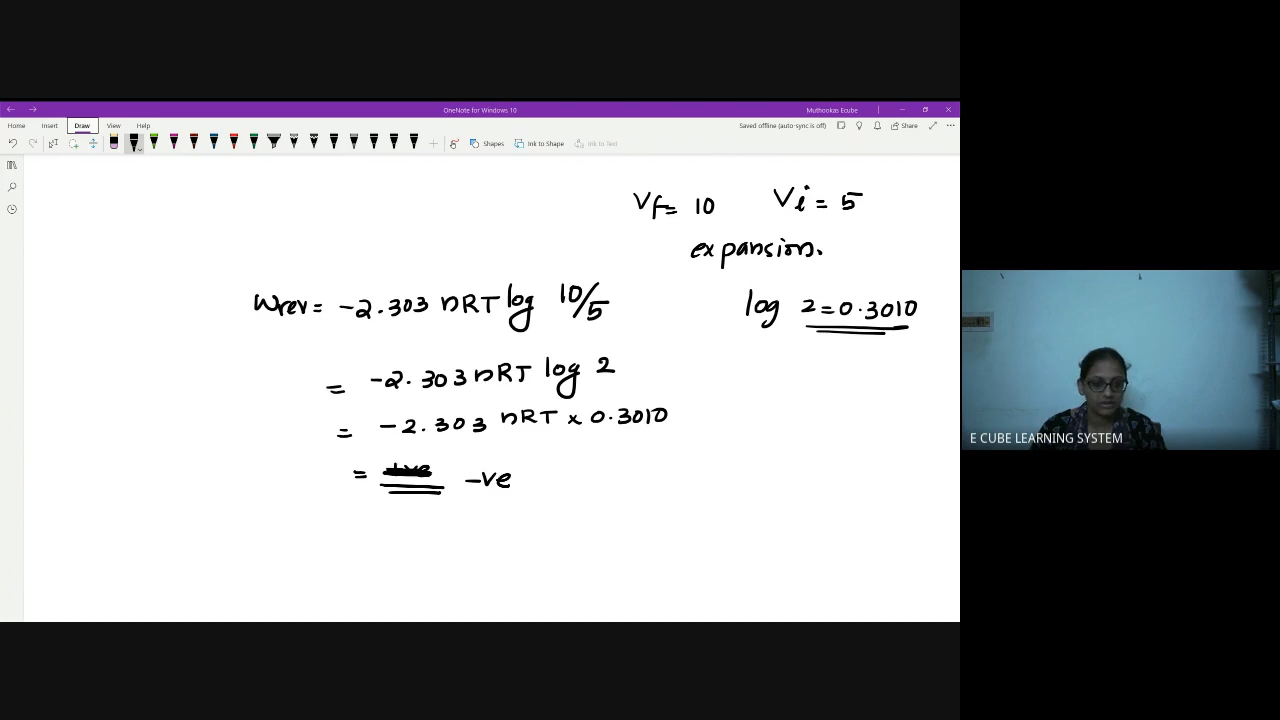 OneNote for Windows 10
Muthookas Ecube
Home Insert Draw View Help
Saved offline (auto-sync is off)
Share
Shapes
Ink to Shape
Ink to Text
Vf = 10 Vi = 5
expansion.
Wrev = -2.303 nRT log 10/5
log 2 = 0.3010
= -2.303 nRT log 2
= -2.303 nRT × 0.3010
= -ve
E CUBE LEARNING SYSTEM